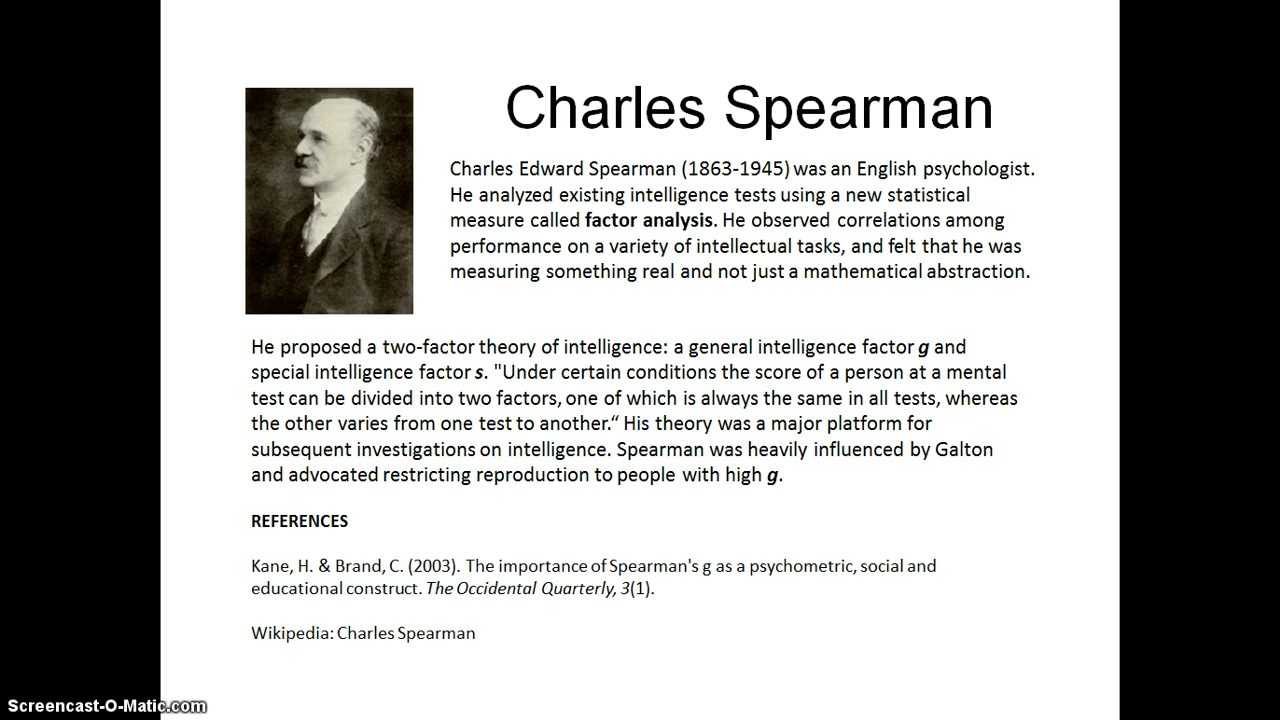 Charles Spearman
Charles Edward Spearman (1863-1945) was an English psychologist.
He analyzed existing intelligence tests using a new statistical
measure called factor analysis. He observed correlations among
performance on a variety of intellectual tasks, and felt that he was
measuring something real and not just a mathematical abstraction.
He proposed a two-factor theory of intelligence: a general intelligence factor g and
special intelligence factor s. "Under certain conditions the score of a person at a mental
test can be divided into two factors, one of which is always the same in all tests, whereas
the other varies from one test to another.“ His theory was a major platform for
subsequent investigations on intelligence. Spearman was heavily influenced by Galton
and advocated restricting reproduction to people with high g.
REFERENCES
Kane, H. & Brand, C. (2003). The importance of Spearman's g as a psychometric, social and
educational construct. The Occidental Quarterly, 3(1).
Wikipedia: Charles Spearman
Screencast-O-Matic.com